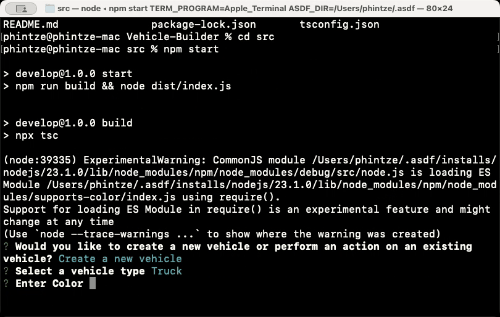 src — node • npm start TERM_PROGRAM=Apple_Terminal ASDF_DIR=/Users/phintze/.asdf — 80×24
README.md package-lock.json tsconfig.json
phintze@phintze-mac Vehicle-Builder % cd src
phintze@phintze-mac src % npm start
> develop@1.0.0 start
> npm run build && node dist/index.js
> develop@1.0.0 build
> npx tsc
(node:39335) ExperimentalWarning: CommonJS module /Users/phintze/.asdf/installs/
nodejs/23.1.0/lib/node_modules/npm/node_modules/debug/src/node.js is loading ES
Module /Users/phintze/.asdf/installs/nodejs/23.1.0/lib/node_modules/npm/node_mod
ules/supports-color/index.js using require().
Support for loading ES Module in require() is an experimental feature and might
change at any time
(Use `node --trace-warnings ...` to show where the warning was created)
? Would you like to create a new vehicle or perform an action on an existing
vehicle? Create a new vehicle
? Select a vehicle type Truck
? Enter Color